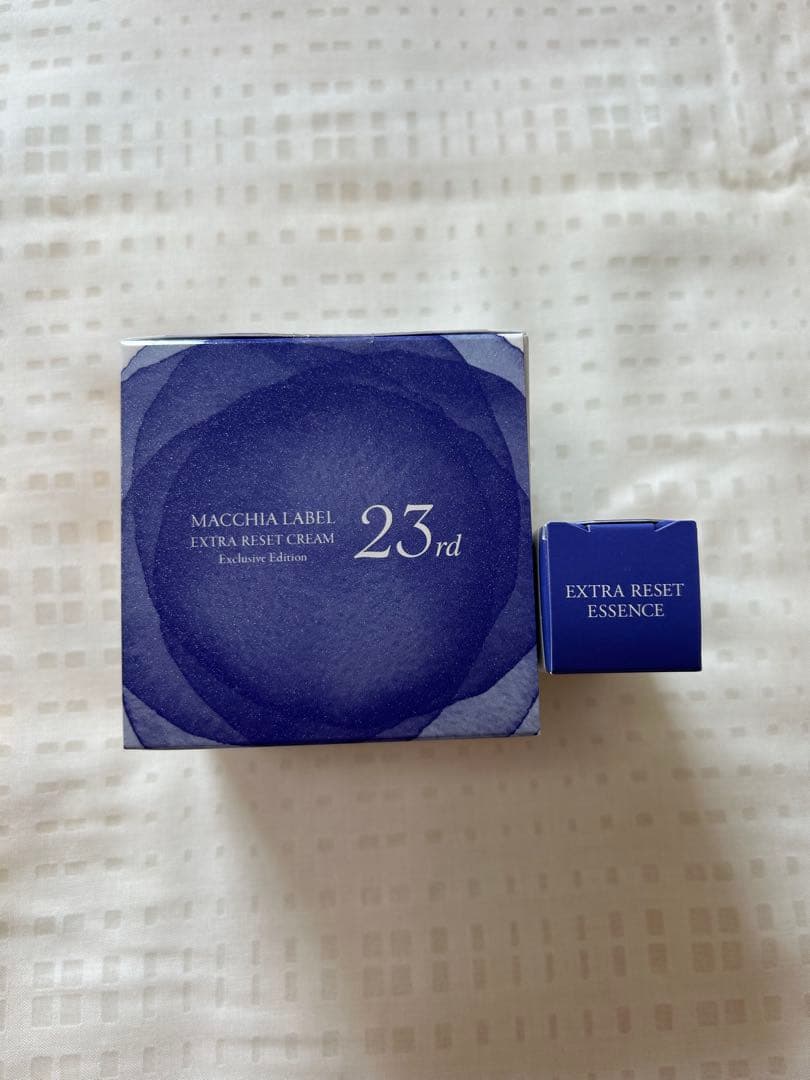 MACCHIA LABEL
EXTRA RESET CREAM
Exclusive Edition
23rd
EXTRA RESET
ESSENCE